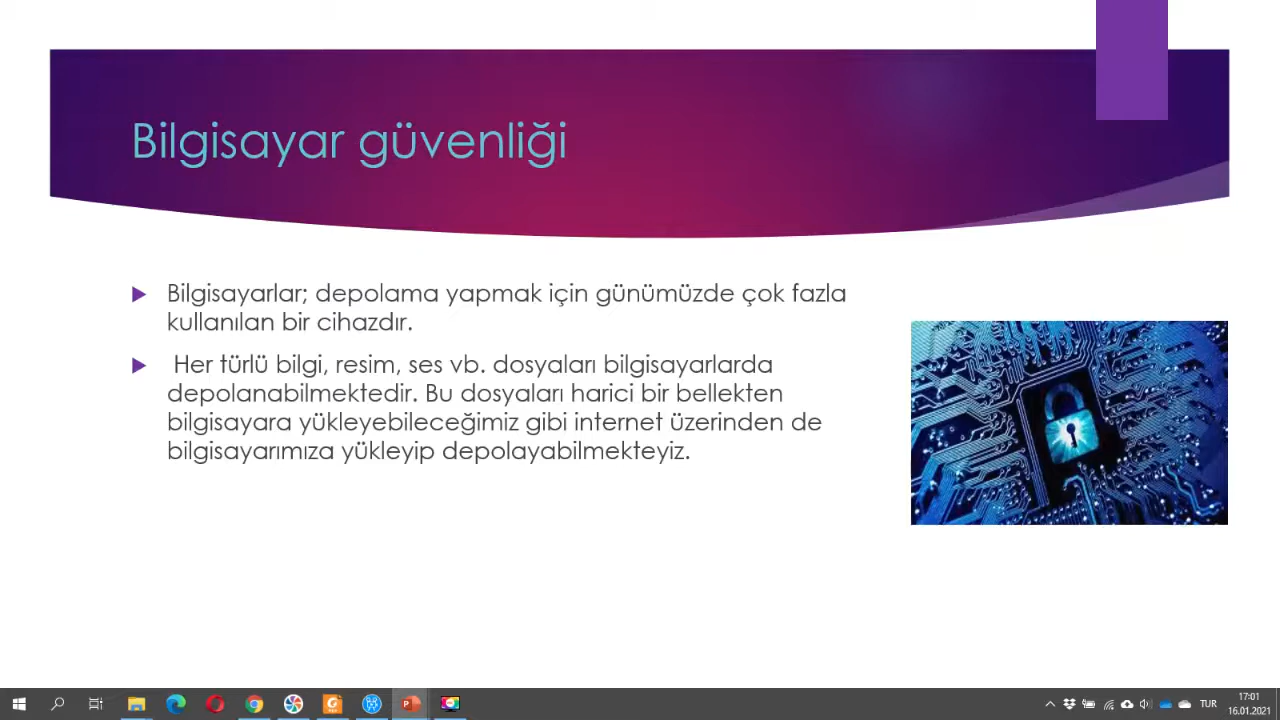 Bilgisayar güvenliği
Bilgisayarlar; depolama yapmak için günümüzde çok fazla
kullanılan bir cihazdır.
Her türlü bilgi, resim, ses vb. dosyaları bilgisayarlarda
depolanabilmektedir. Bu dosyaları harici bir bellekten
bilgisayara yükleyebileceğimiz gibi internet üzerinden de
bilgisayarımıza yükleyip depolayabilmekteyiz.
TUR
17:01
16.01.2021